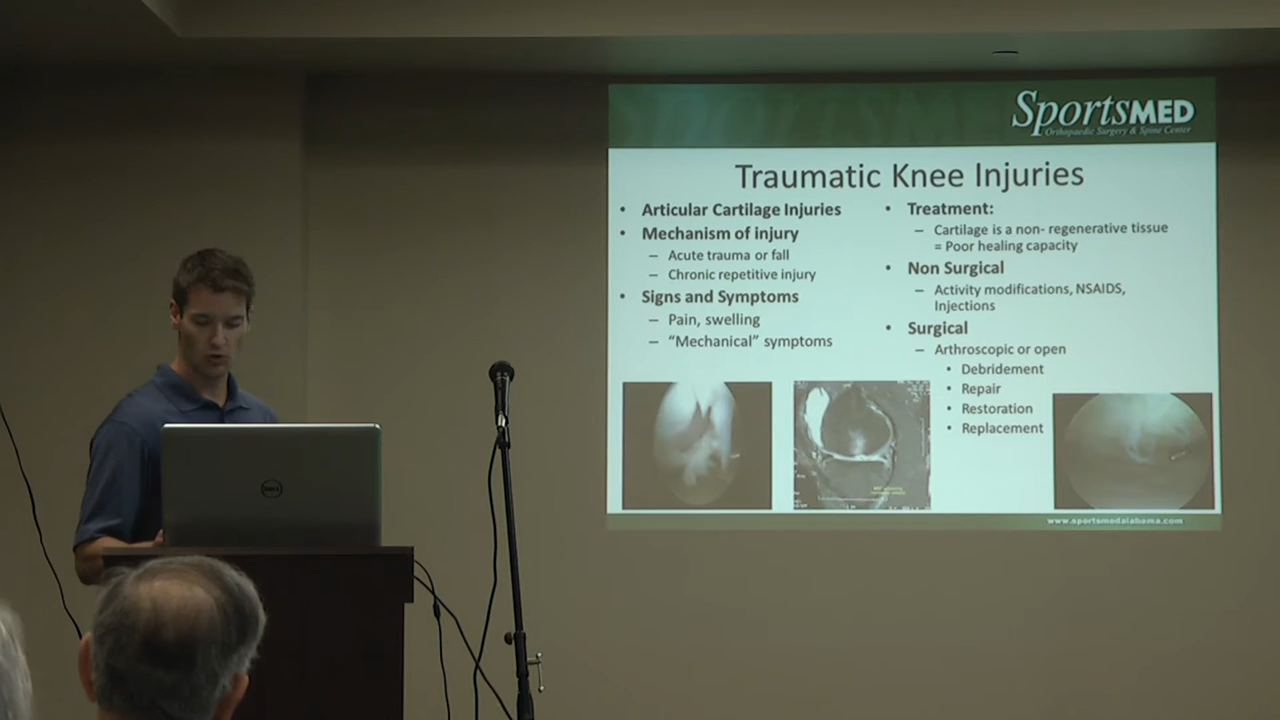 SportsMED
Orthopaedic Surgery & Spine Center
Traumatic Knee Injuries
• Articular Cartilage Injuries
• Mechanism of injury
– Acute trauma or fall
– Chronic repetitive injury
• Signs and Symptoms
– Pain, swelling
– “Mechanical” symptoms
• Treatment:
– Cartilage is a non- regenerative tissue
= Poor healing capacity
• Non Surgical
– Activity modifications, NSAIDS,
Injections
• Surgical
– Arthroscopic or open
• Debridement
• Repair
• Restoration
• Replacement
www.sportsmedalabama.com
DELL